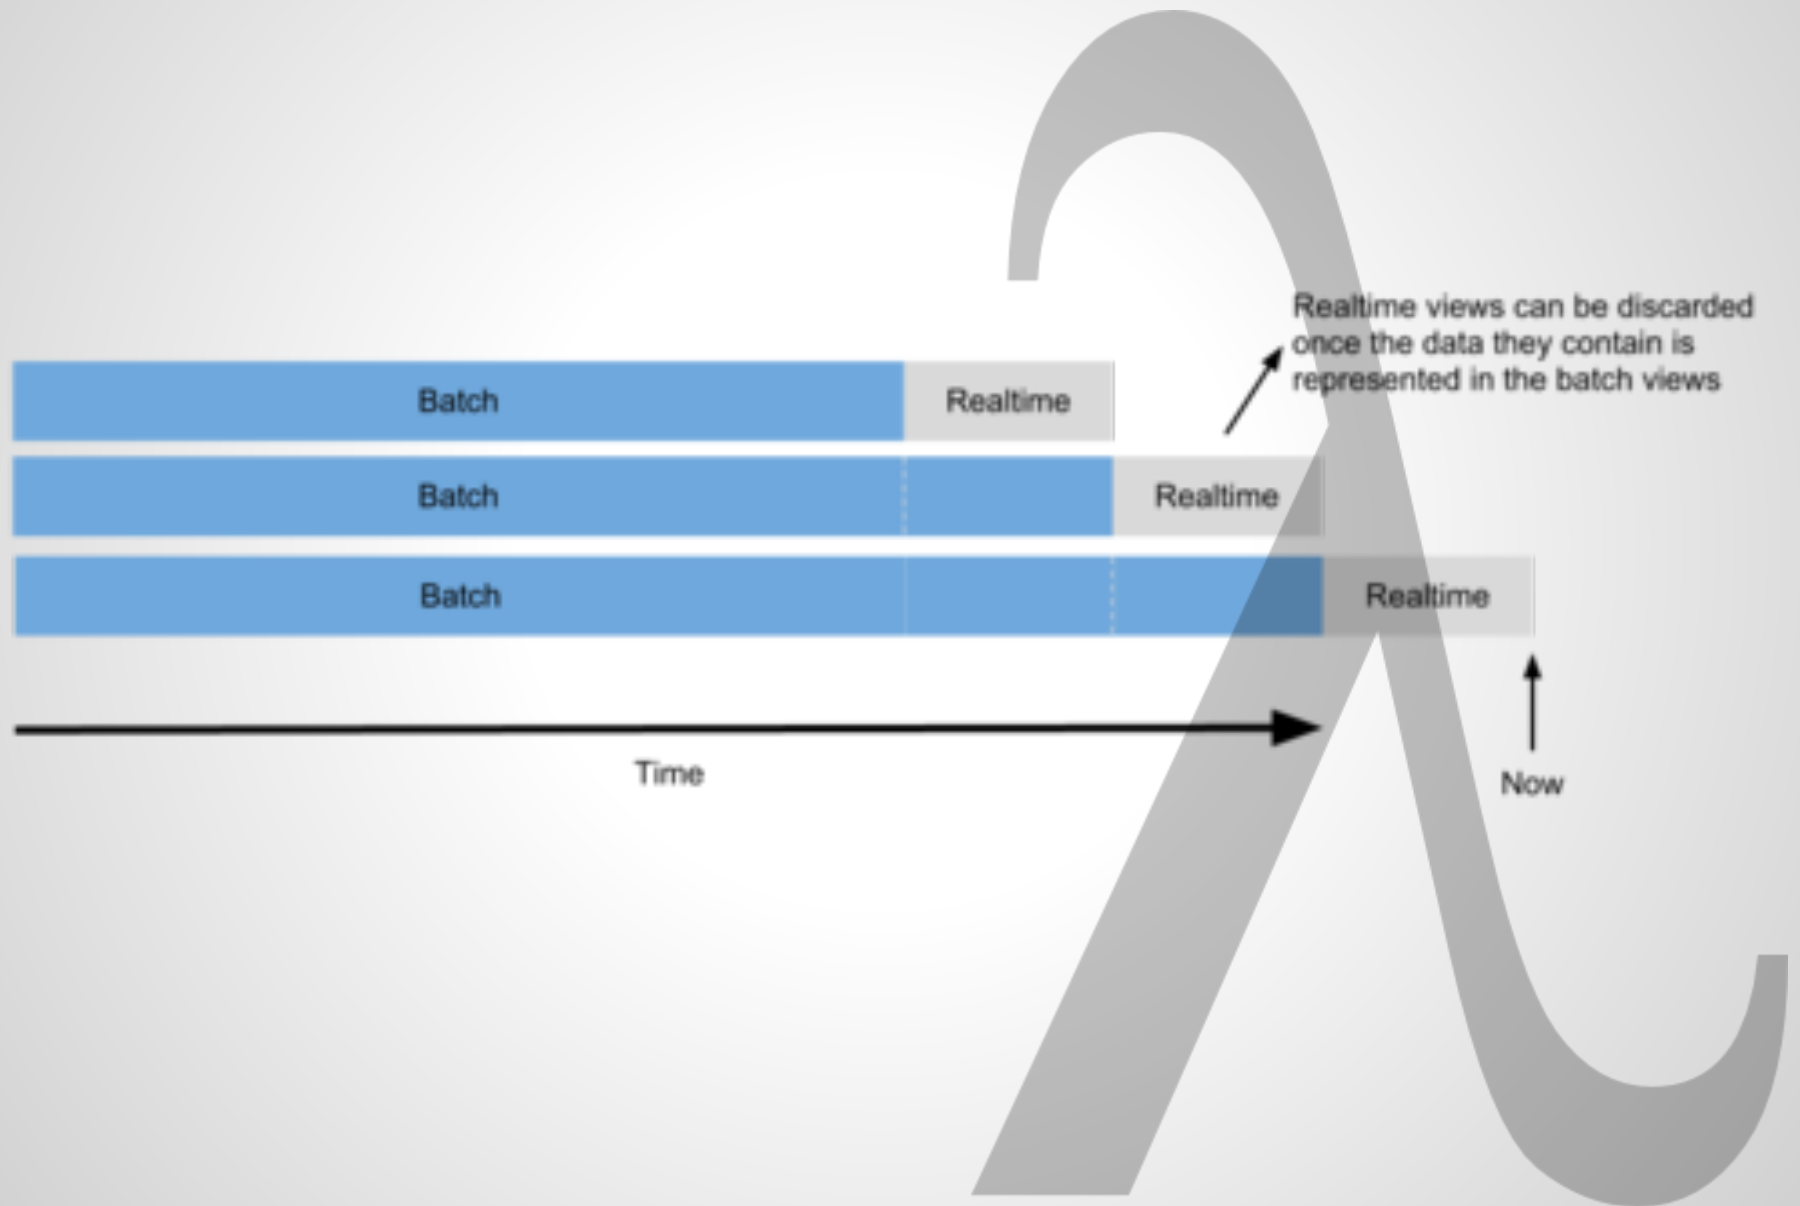 Realtime views can be discarded
once the data they contain is
represented in the batch views
Batch
Realtime
Batch
Realtime
Batch
Realtime
Time
Now
λ